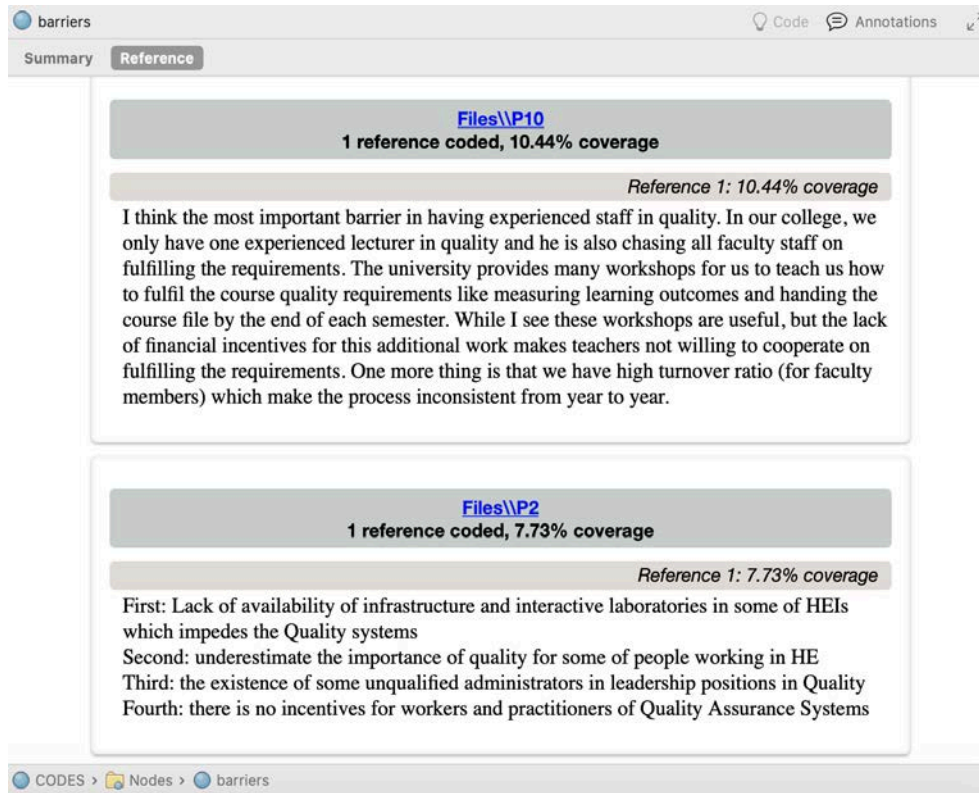 barriers
Code
Annotations
Summary
Reference
Files\\P10
1 reference coded, 10.44% coverage
Reference 1: 10.44% coverage
I think the most important barrier in having experienced staff in quality. In our college, we
only have one experienced lecturer in quality and he is also chasing all faculty staff on
fulfilling the requirements. The university provides many workshops for us to teach us how
to fulfil the course quality requirements like measuring learning outcomes and handing the
course file by the end of each semester. While I see these workshops are useful, but the lack
of financial incentives for this additional work makes teachers not willing to cooperate on
fulfilling the requirements. One more thing is that we have high turnover ratio (for faculty
members) which make the process inconsistent from year to year.
Files\\P2
1 reference coded, 7.73% coverage
Reference 1: 7.73% coverage
First: Lack of availability of infrastructure and interactive laboratories in some of HEIs
which impedes the Quality systems
Second: underestimate the importance of quality for some of people working in HE
Third: the existence of some unqualified administrators in leadership positions in Quality
Fourth: there is no incentives for workers and practitioners of Quality Assurance Systems
CODES › Nodes › barriers